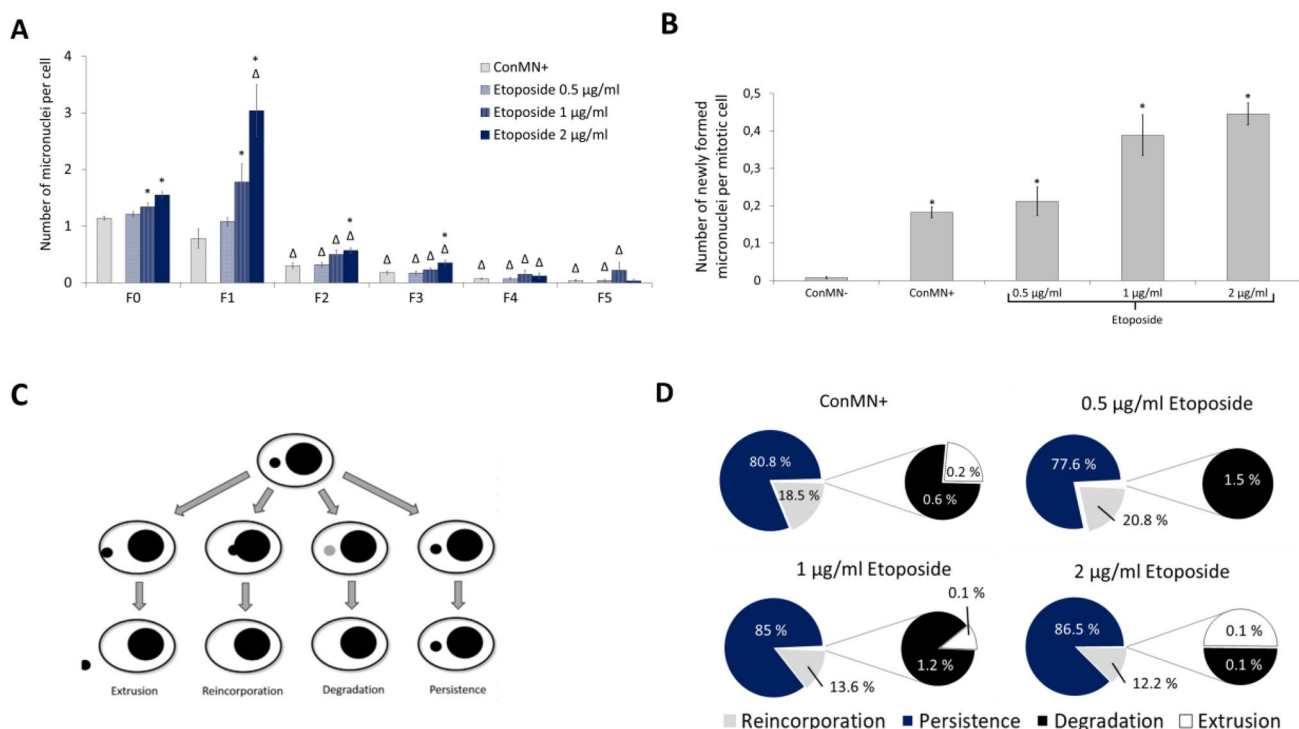 A
Number of micronuclei per cell
4
3
2
1
0
ConMN+
Etoposide 0.5 µg/ml
Etoposide 1 µg/ml
Etoposide 2 µg/ml
* * Δ * *
Δ Δ Δ Δ *
Δ Δ Δ Δ *
Δ Δ Δ Δ
Δ Δ Δ
F0 F1 F2 F3 F4 F5
B
Number of newly formed
micronuclei per mitotic cell
0,5
0,4
0,3
0,2
0,1
0
* * * *
ConMN- ConMN+ 0.5 µg/ml 1 µg/ml 2 µg/ml
Etoposide
C
Extrusion Reincorporation Degradation Persistence
D
ConMN+
80.8 %
18.5 %
0.2 %
0.6 %
0.5 µg/ml Etoposide
77.6 %
20.8 %
1.5 %
1 µg/ml Etoposide
85 %
13.6 %
0.1 %
1.2 %
2 µg/ml Etoposide
86.5 %
12.2 %
0.1 %
0.1 %
Reincorporation Persistence Degradation Extrusion